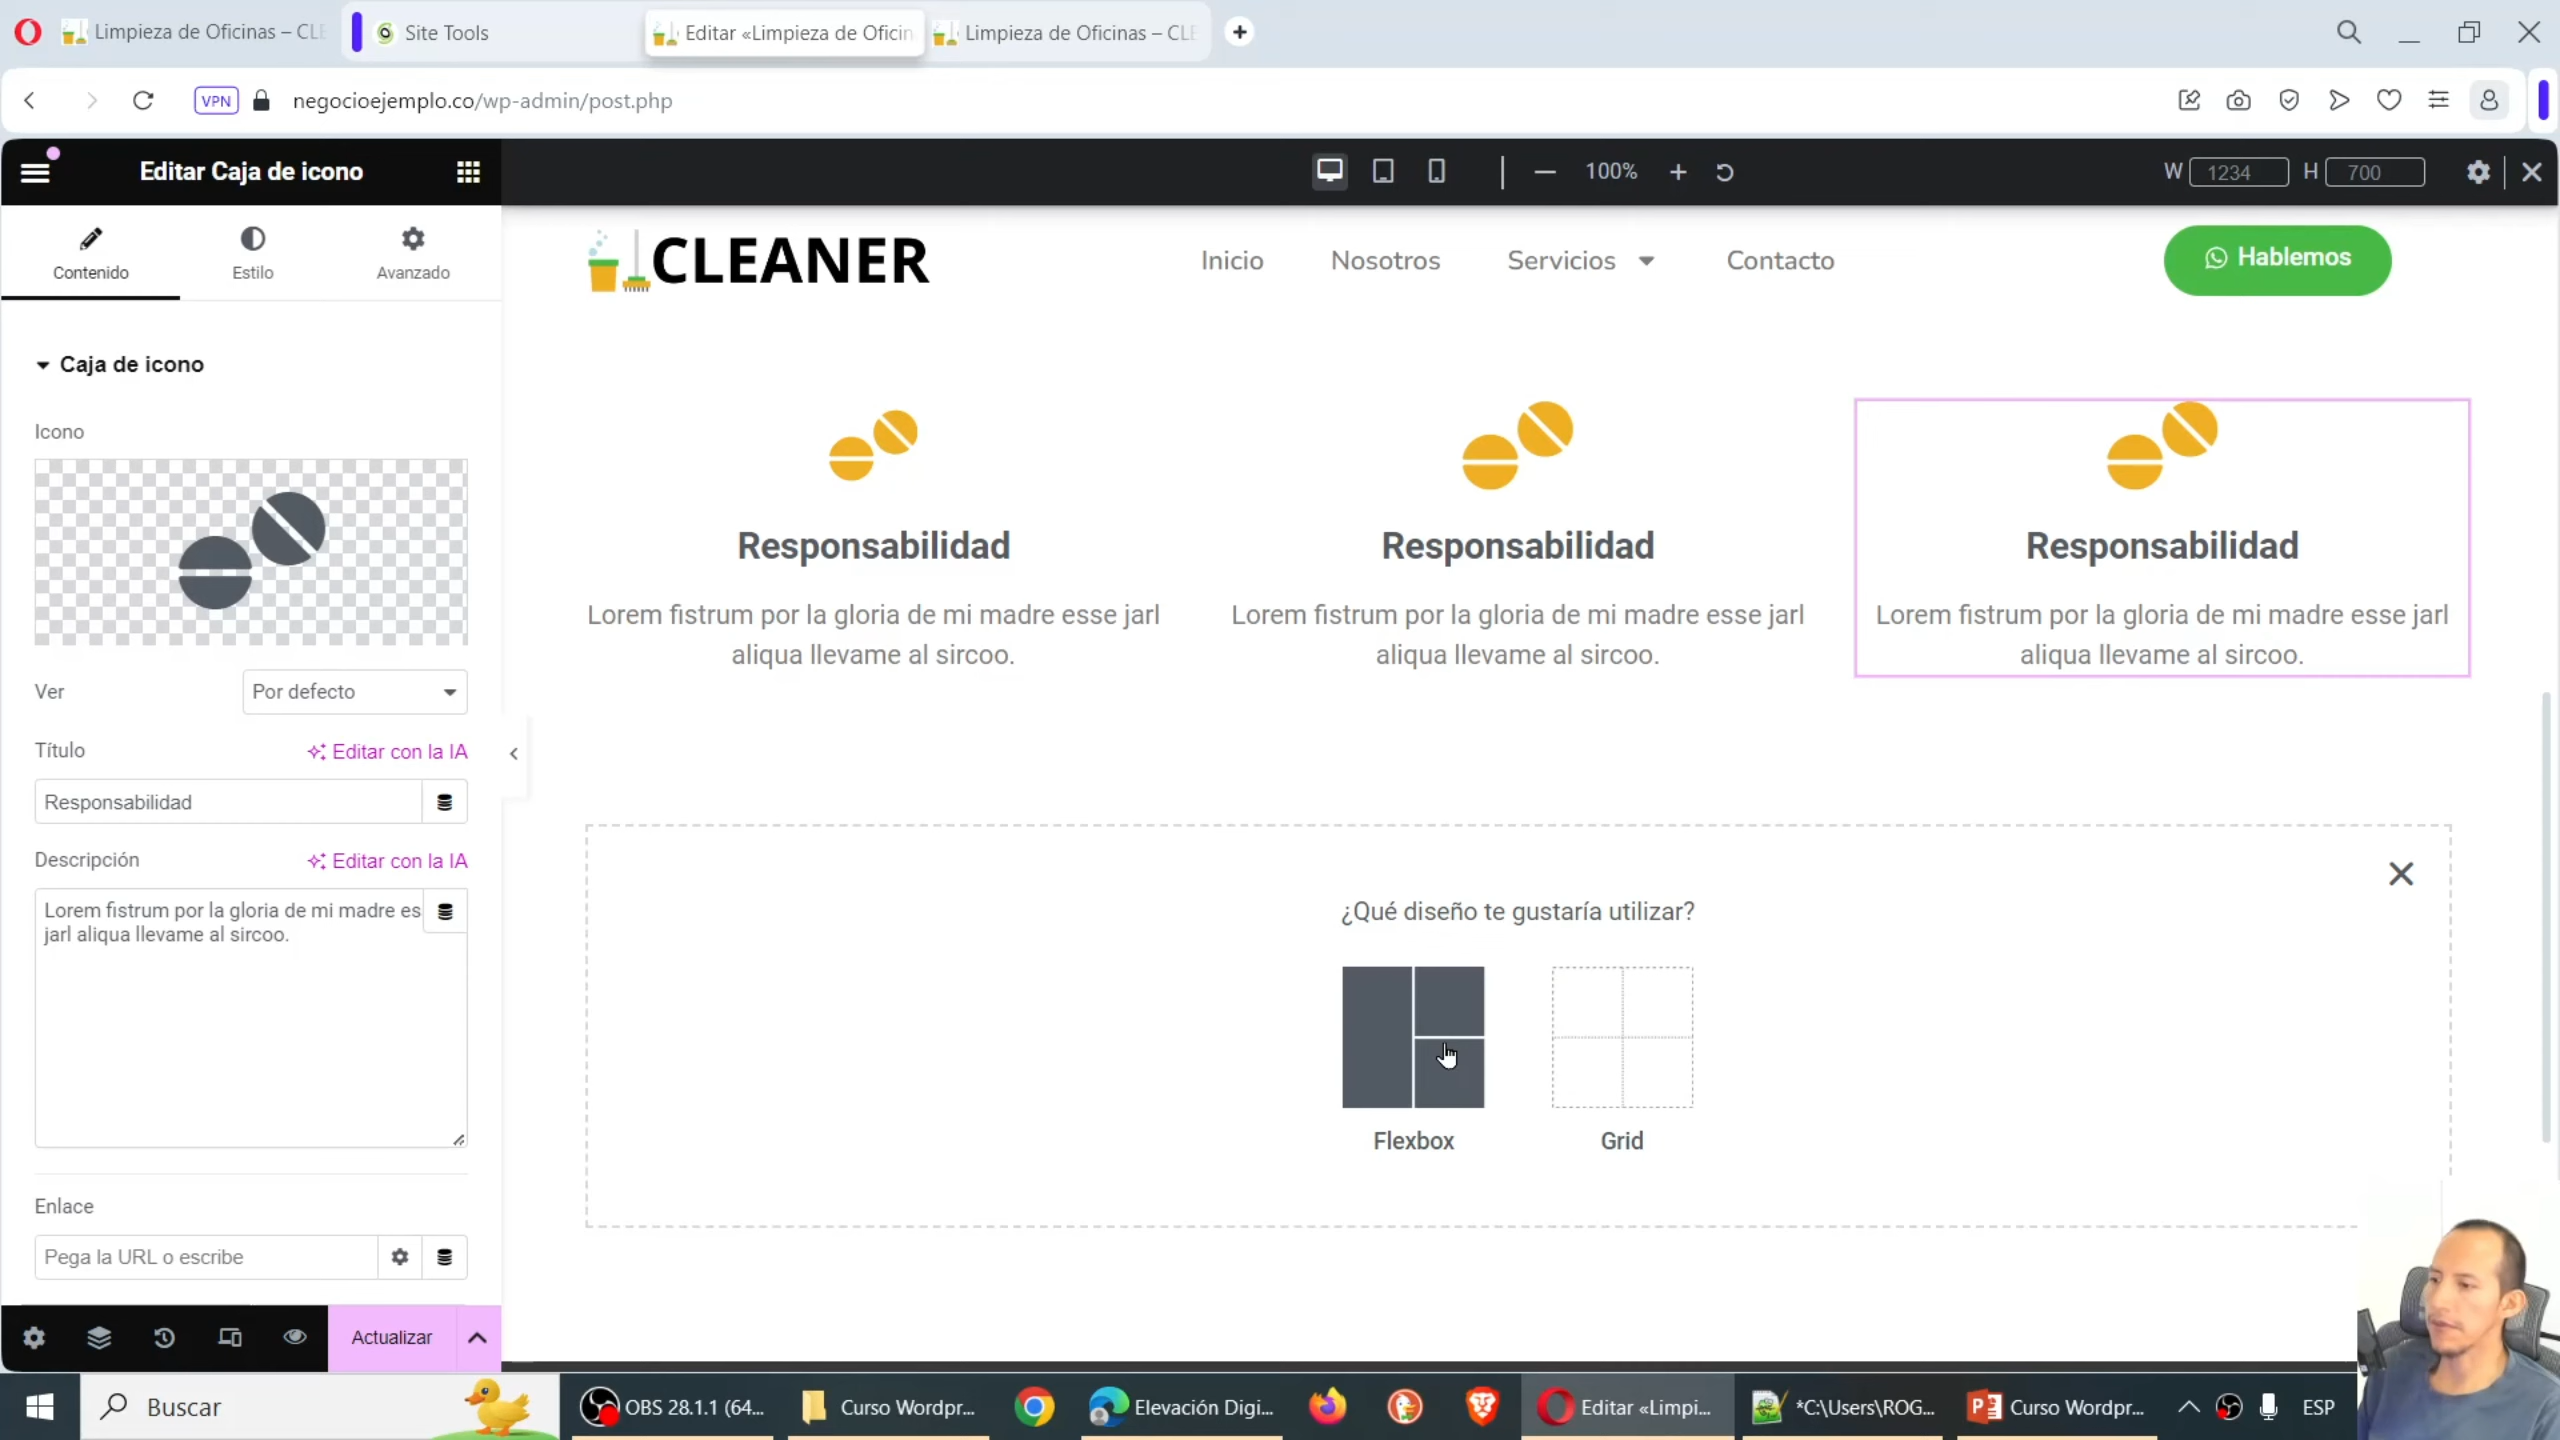 Limpieza de Oficinas – CLE
Site Tools
Editar «Limpieza de Oficin
Limpieza de Oficinas – CLE
VPN
negocioejemplo.co/wp-admin/post.php
Editar Caja de icono
100%
W 1234 H 700
Contenido
Estilo
Avanzado
CLEANER
Inicio
Nosotros
Servicios
Contacto
Hablemos
Caja de icono
Icono
Ver
Por defecto
Título
Editar con la IA
Responsabilidad
Descripción
Editar con la IA
Lorem fistrum por la gloria de mi madre es
jarl aliqua llevame al sircoo.
Enlace
Pega la URL o escribe
Actualizar
Responsabilidad
Lorem fistrum por la gloria de mi madre esse jarl
aliqua llevame al sircoo.
Responsabilidad
Lorem fistrum por la gloria de mi madre esse jarl
aliqua llevame al sircoo.
Responsabilidad
Lorem fistrum por la gloria de mi madre esse jarl
aliqua llevame al sircoo.
¿Qué diseño te gustaría utilizar?
Flexbox
Grid
Buscar
OBS 28.1.1 (64...
Curso Wordpr...
Elevación Digi...
Editar «Limpi...
*C:\Users\ROG...
Curso Wordpr...
ESP